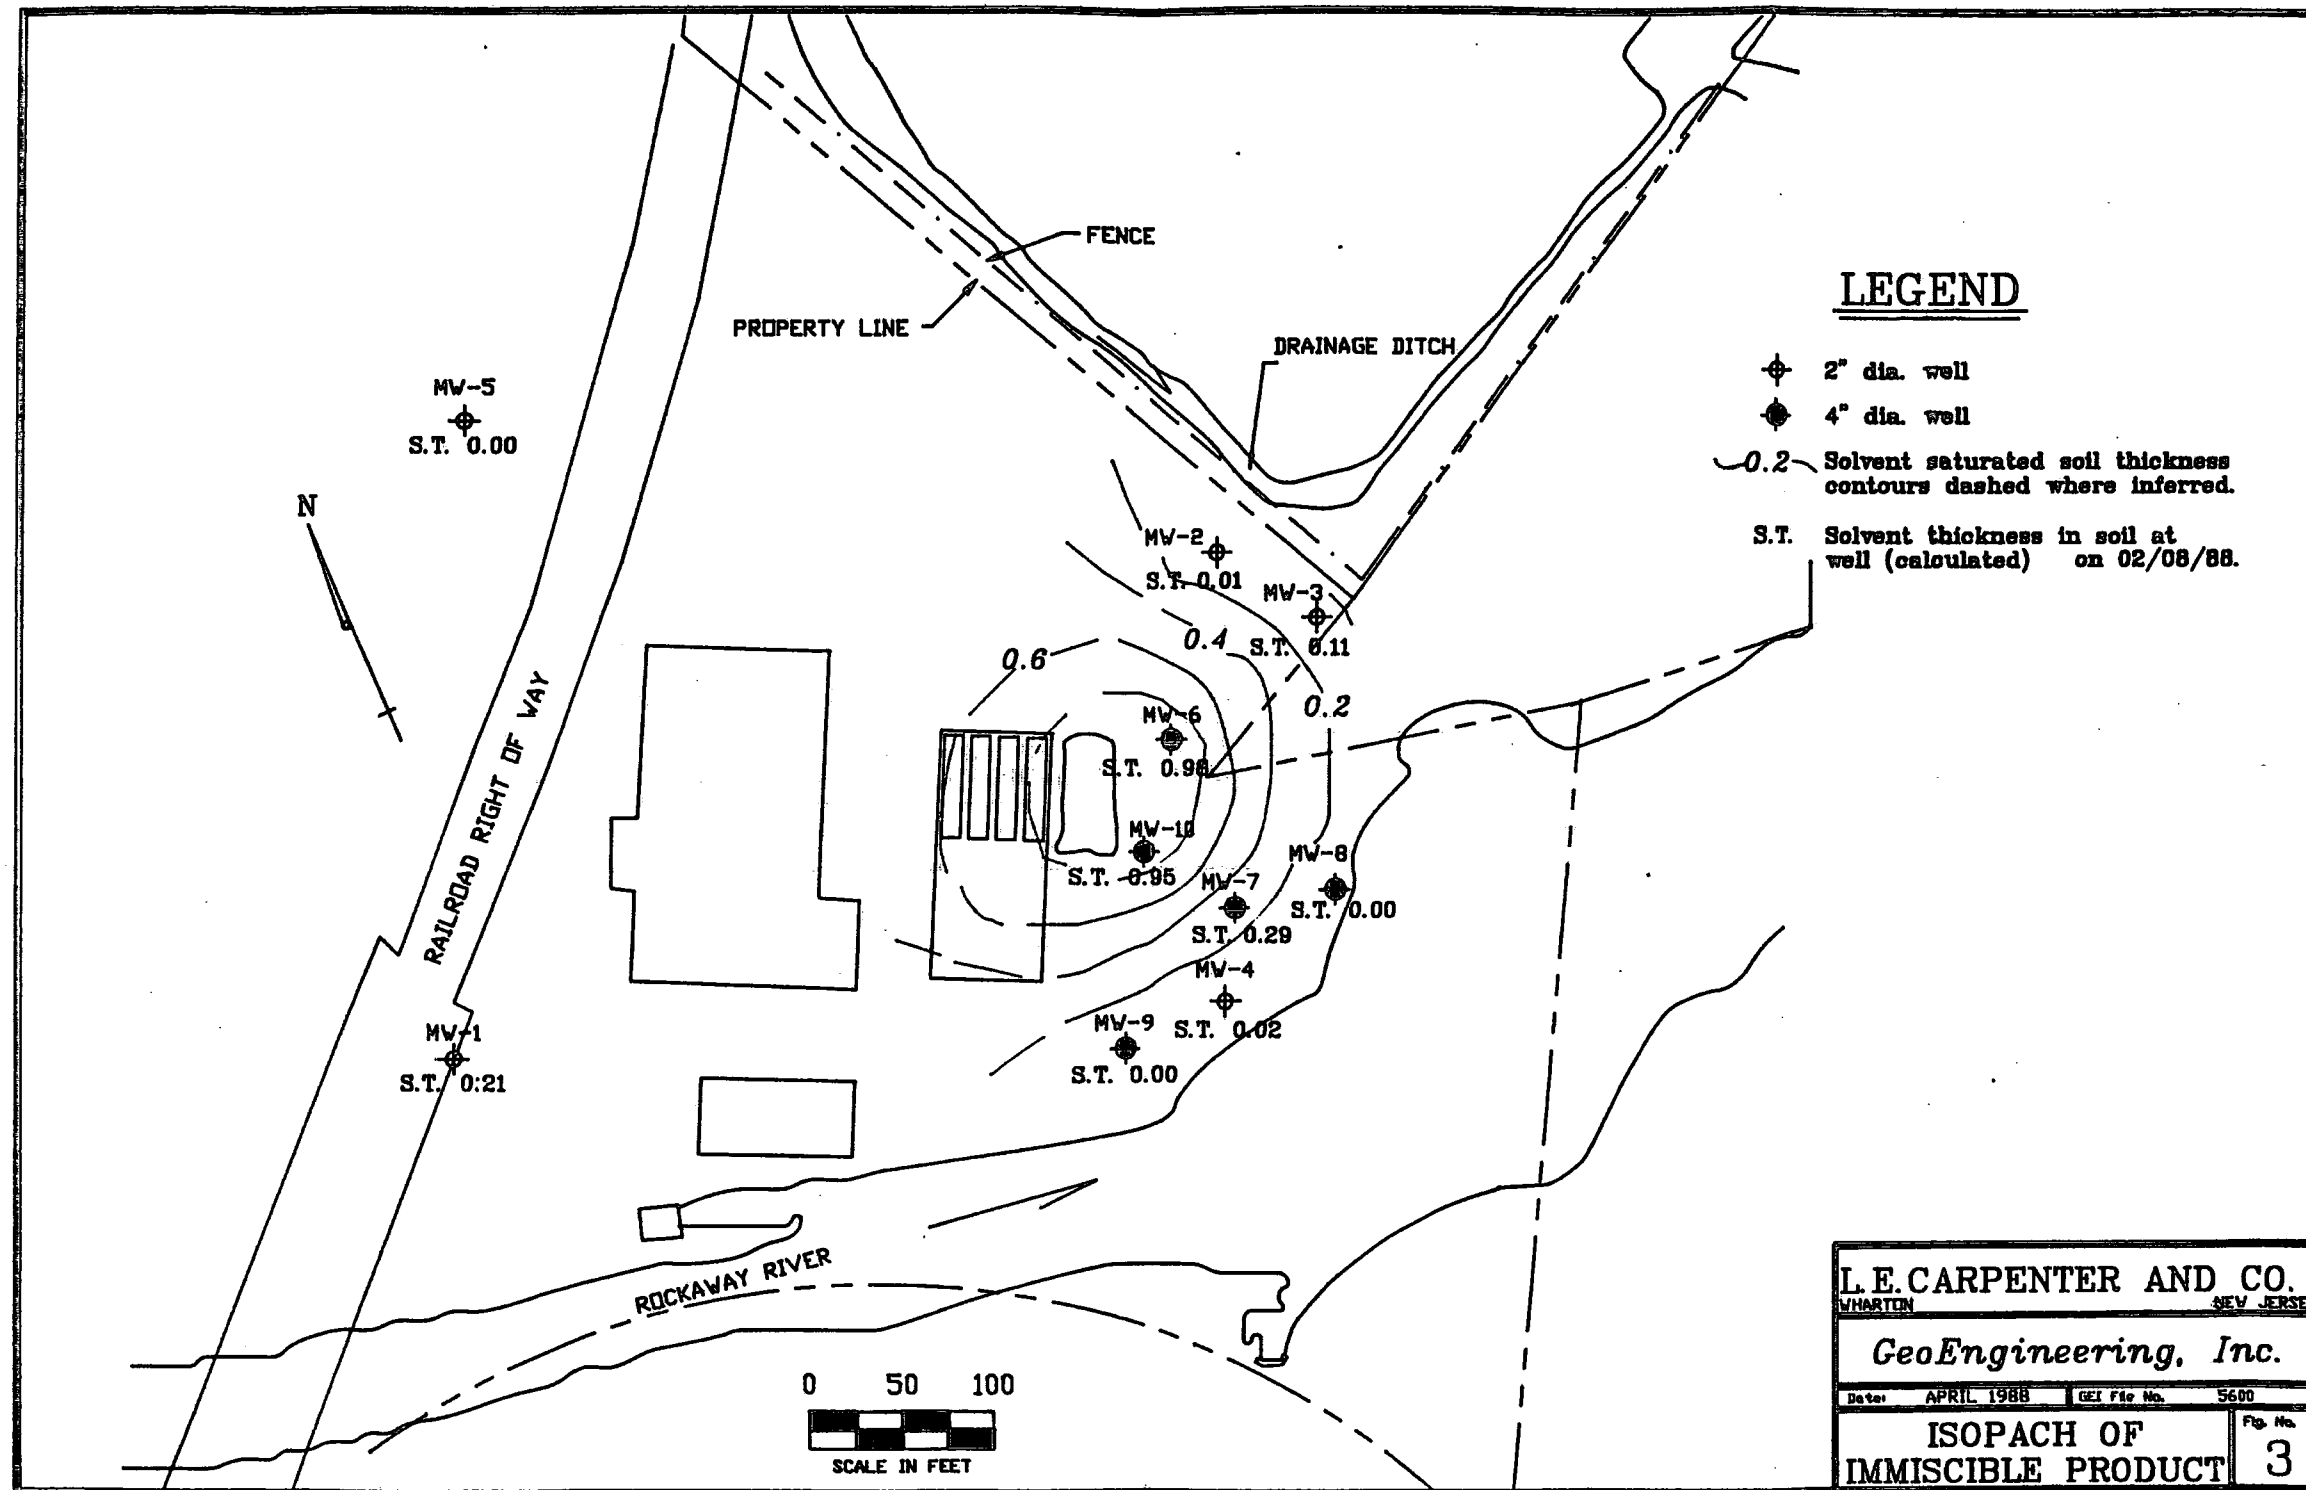 FENCE
PROPERTY LINE
DRAINAGE DITCH
LEGEND
2" dia. well
4" dia. well
0.2 Solvent saturated soil thickness
contours dashed where inferred.
S.T. Solvent thickness in soil at
well (calculated) on 02/08/88.
MW-5
S.T. 0.00
N
MW-2
S.T. 0.01
MW-3
S.T. 0.11
0.4
0.6
0.2
MW-6
S.T. 0.98
MW-10
S.T. 0.95
MW-8
S.T. 0.00
MW-7
S.T. 0.29
MW-4
S.T. 0.02
MW-9
S.T. 0.00
MW-1
S.T. 0:21
RAILROAD RIGHT OF WAY
ROCKAWAY RIVER
0 50 100
SCALE IN FEET
L.E. CARPENTER AND CO.
WHARTON NEW JERSE
GeoEngineering, Inc.
Date: APRIL 1988 GEI File No. 5600
ISOPACH OF
IMMISCIBLE PRODUCT
Fig. No.
3